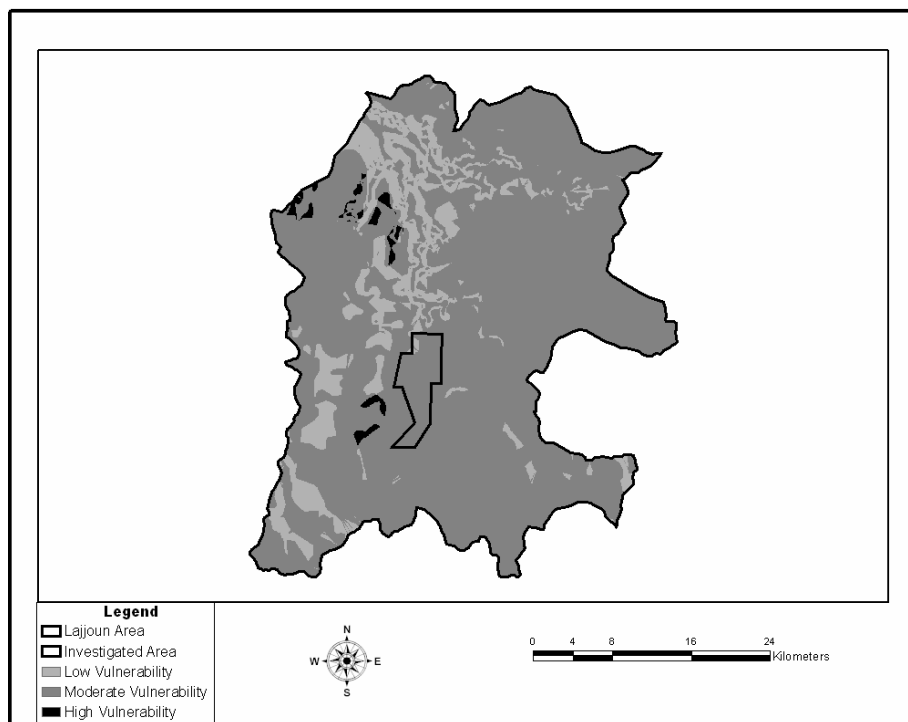 Legend
Lajjoun Area
Investigated Area
Low Vulnerability
Moderate Vulnerability
High Vulnerability
N
W E
S
0 4 8 16 24
Kilometers